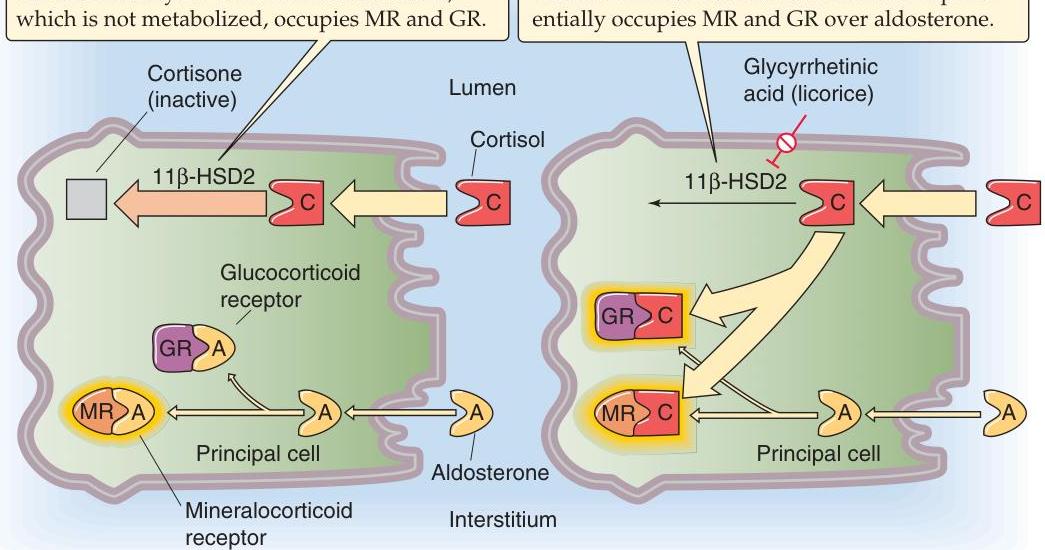 which is not metabolized, occupies MR and GR.
entially occupies MR and GR over aldosterone.
Cortisone
(inactive)
Lumen
Glycyrrhetinic
acid (licorice)
Cortisol
11β-HSD2
C
C
11β-HSD2
C
C
Glucocorticoid
receptor
GR
A
GR
C
MR
A
A
A
MR
C
A
A
Principal cell
Principal cell
Aldosterone
Mineralocorticoid
receptor
Interstitium